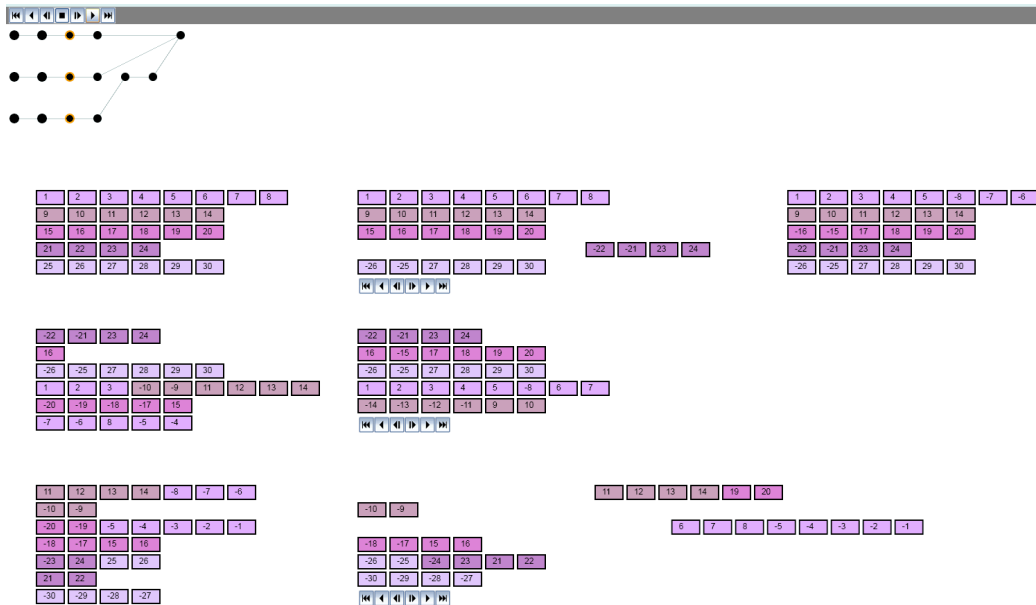 1 2 3 4 5 6 7 8
9 10 11 12 13 14
15 16 17 18 19 20
21 22 23 24
25 26 27 28 29 30
1 2 3 4 5 6 7 8
9 10 11 12 13 14
15 16 17 18 19 20
-22 -21 23 24
-26 -25 27 28 29 30
1 2 3 4 5 -8 -7 -6
9 10 11 12 13 14
-16 -15 17 18 19 20
-22 -21 23 24
-26 -25 27 28 29 30
-22 -21 23 24
16
-26 -25 27 28 29 30
1 2 3 -10 -9 11 12 13 14
-20 -19 -18 -17 15
-7 -6 8 -5 -4
-22 -21 23 24
16 -15 17 18 19 20
-26 -25 27 28 29 30
1 2 3 4 5 -8 6 7
-14 -13 -12 -11 9 10
11 12 13 14 -8 -7 -6
-10 -9
-20 -19 -5 -4 -3 -2 -1
-18 -17 15 16
-23 24 25 26
21 22
-30 -29 -28 -27
-10 -9
-18 -17 15 16
-26 -25 -24 23 21 22
-30 -29 -28 -27
11 12 13 14 19 20
6 7 8 -5 -4 -3 -2 -1